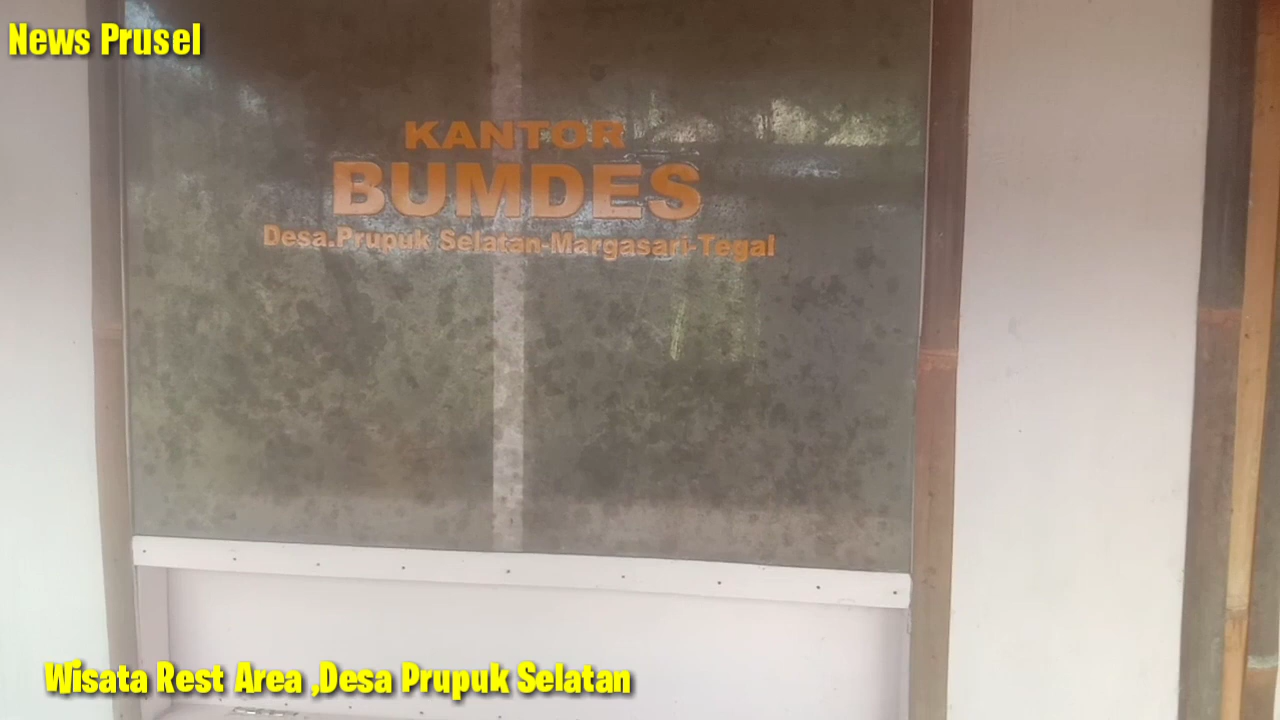 News Prusel
KANTOR
BUMDES
Desa.Prupuk Selatan-Margasari-Tegal
Wisata Rest Area ,Desa Prupuk Selatan